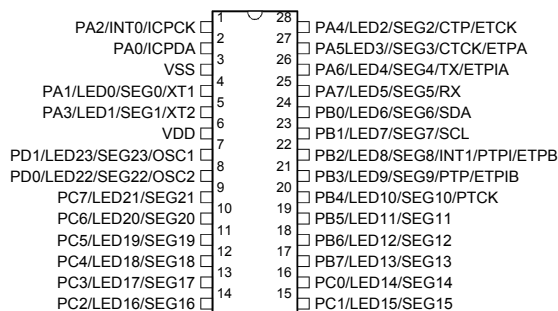 PA2/INT0/ICPCK 1 28 PA4/LED2/SEG2/CTP/ETCK
PA0/ICPDA 2 27 PA5LED3//SEG3/CTCK/ETPA
VSS 3 26 PA6/LED4/SEG4/TX/ETPIA
PA1/LED0/SEG0/XT1 4 25 PA7/LED5/SEG5/RX
PA3/LED1/SEG1/XT2 5 24 PB0/LED6/SEG6/SDA
VDD 6 23 PB1/LED7/SEG7/SCL
PD1/LED23/SEG23/OSC1 7 22 PB2/LED8/SEG8/INT1/PTPI/ETPB
PD0/LED22/SEG22/OSC2 8 21 PB3/LED9/SEG9/PTP/ETPIB
PC7/LED21/SEG21 9 20 PB4/LED10/SEG10/PTCK
PC6/LED20/SEG20 10 19 PB5/LED11/SEG11
PC5/LED19/SEG19 11 18 PB6/LED12/SEG12
PC4/LED18/SEG18 12 17 PB7/LED13/SEG13
PC3/LED17/SEG17 13 16 PC0/LED14/SEG14
PC2/LED16/SEG16 14 15 PC1/LED15/SEG15